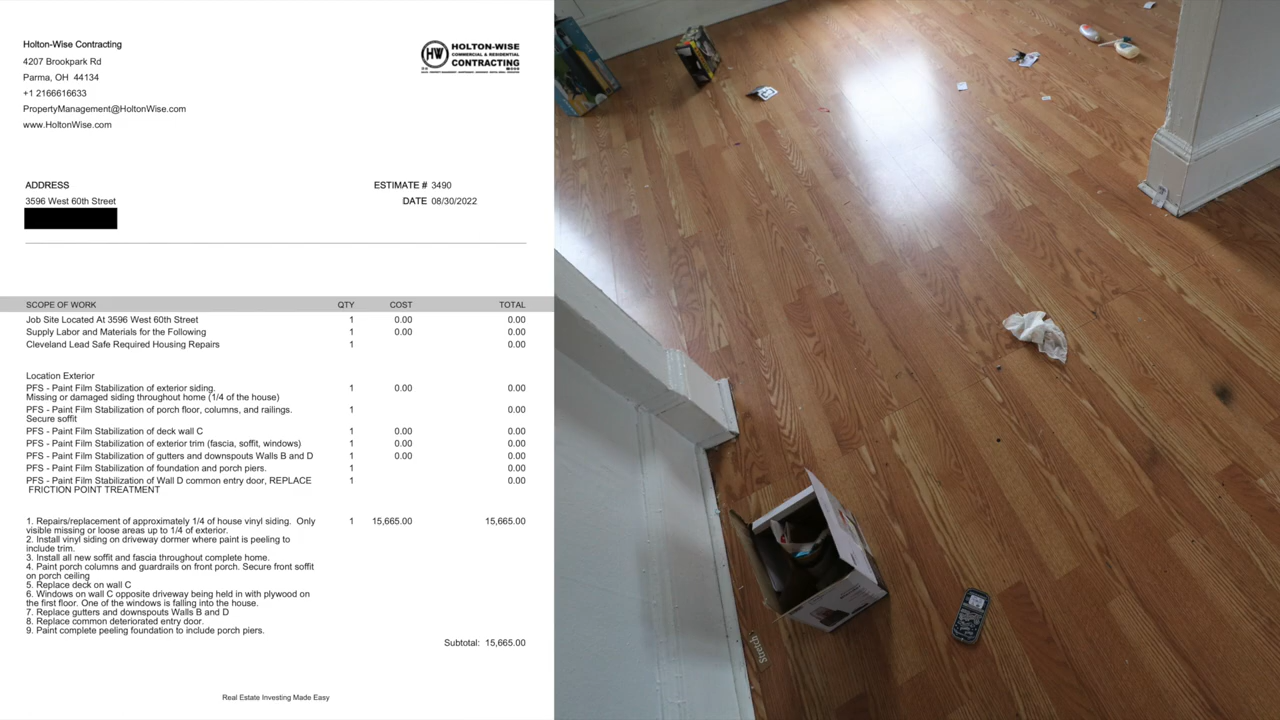 Holton-Wise Contracting
4207 Brookpark Rd
Parma, OH 44134
+1 2166616633
PropertyManagement@HoltonWise.com
www.HoltonWise.com
HW
HOLTON-WISE
COMMERCIAL & RESIDENTIAL
CONTRACTING
ADDRESS
3596 West 60th Street
ESTIMATE # 3490
DATE 08/30/2022
SCOPE OF WORK QTY COST TOTAL
Job Site Located At 3596 West 60th Street 1 0.00 0.00
Supply Labor and Materials for the Following 1 0.00 0.00
Cleveland Lead Safe Required Housing Repairs 1 0.00
Location Exterior
PFS - Paint Film Stabilization of exterior siding. 1 0.00 0.00
Missing or damaged siding throughout home (1/4 of the house)
PFS - Paint Film Stabilization of porch floor, columns, and railings. 1 0.00
Secure soffit
PFS - Paint Film Stabilization of deck wall C 1 0.00 0.00
PFS - Paint Film Stabilization of exterior trim (fascia, soffit, windows) 1 0.00 0.00
PFS - Paint Film Stabilization of gutters and downspouts Walls B and D 1 0.00 0.00
PFS - Paint Film Stabilization of foundation and porch piers. 1 0.00
PFS - Paint Film Stabilization of Wall D common entry door, REPLACE 1 0.00
FRICTION POINT TREATMENT
1. Repairs/replacement of approximately 1/4 of house vinyl siding. Only 1 15,665.00 15,665.00
visible missing or loose areas up to 1/4 of exterior.
2. Install vinyl siding on driveway dormer where paint is peeling to
include trim.
3. Install all new soffit and fascia throughout complete home.
4. Paint porch columns and guardrails on front porch. Secure front soffit
on porch ceiling
5. Replace deck on wall C
6. Windows on wall C opposite driveway being held in with plywood on
the first floor. One of the windows is falling into the house.
7. Replace gutters and downspouts Walls B and D
8. Replace common deteriorated entry door.
9. Paint complete peeling foundation to include porch piers.
Subtotal: 15,665.00
Real Estate Investing Made Easy
Stretch